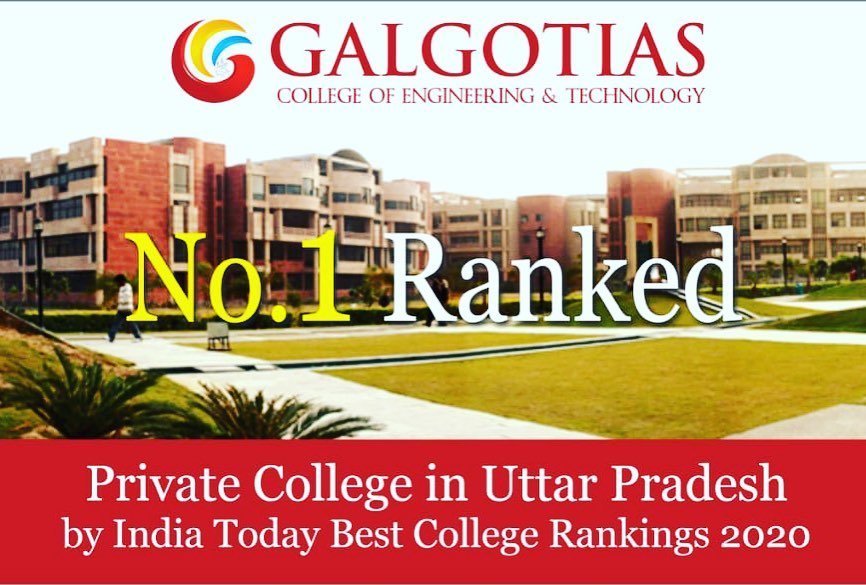 GALGOTIAS
COLLEGE OF ENGINEERING & TECHNOLOGY
No.1 Ranked
Private College in Uttar Pradesh
by India Today Best College Rankings 2020